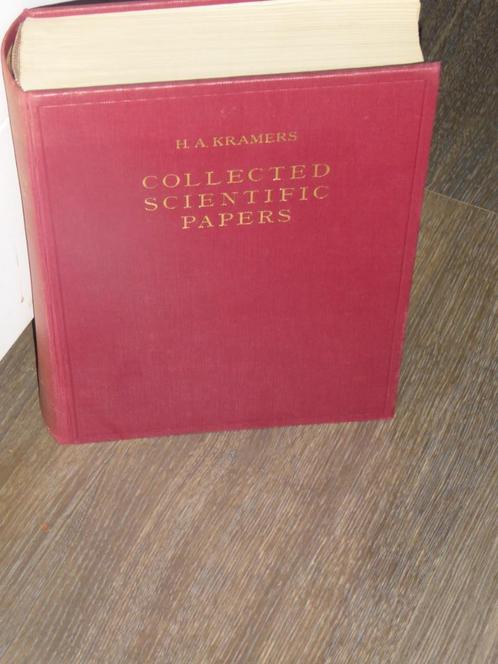 H. A. KRAMERS
COLLECTED
SCIENTIFIC
PAPERS